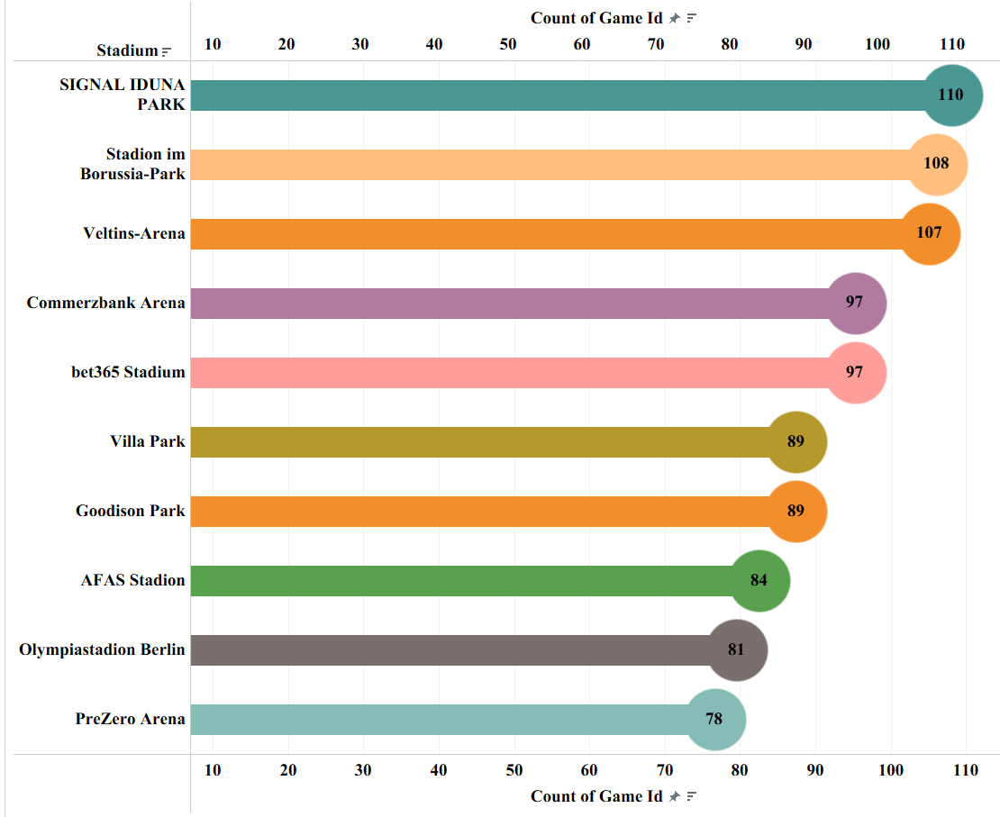 Count of Game Id
Stadium
10 20 30 40 50 60 70 80 90 100 110
SIGNAL IDUNA
PARK
110
Stadion im
Borussia-Park
108
Veltins-Arena
107
Commerzbank Arena
97
bet365 Stadium
97
Villa Park
89
Goodison Park
89
AFAS Stadion
84
Olympiastadion Berlin
81
PreZero Arena
78
10 20 30 40 50 60 70 80 90 100 110
Count of Game Id